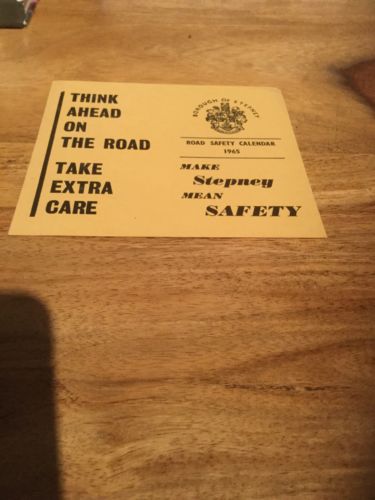 THINK
AHEAD
ON
THE ROAD
TAKE
EXTRA
CARE
BOROUGH OF STEPNEY
ROAD SAFETY CALENDAR
1965
MAKE
Stepney
MEAN
SAFETY